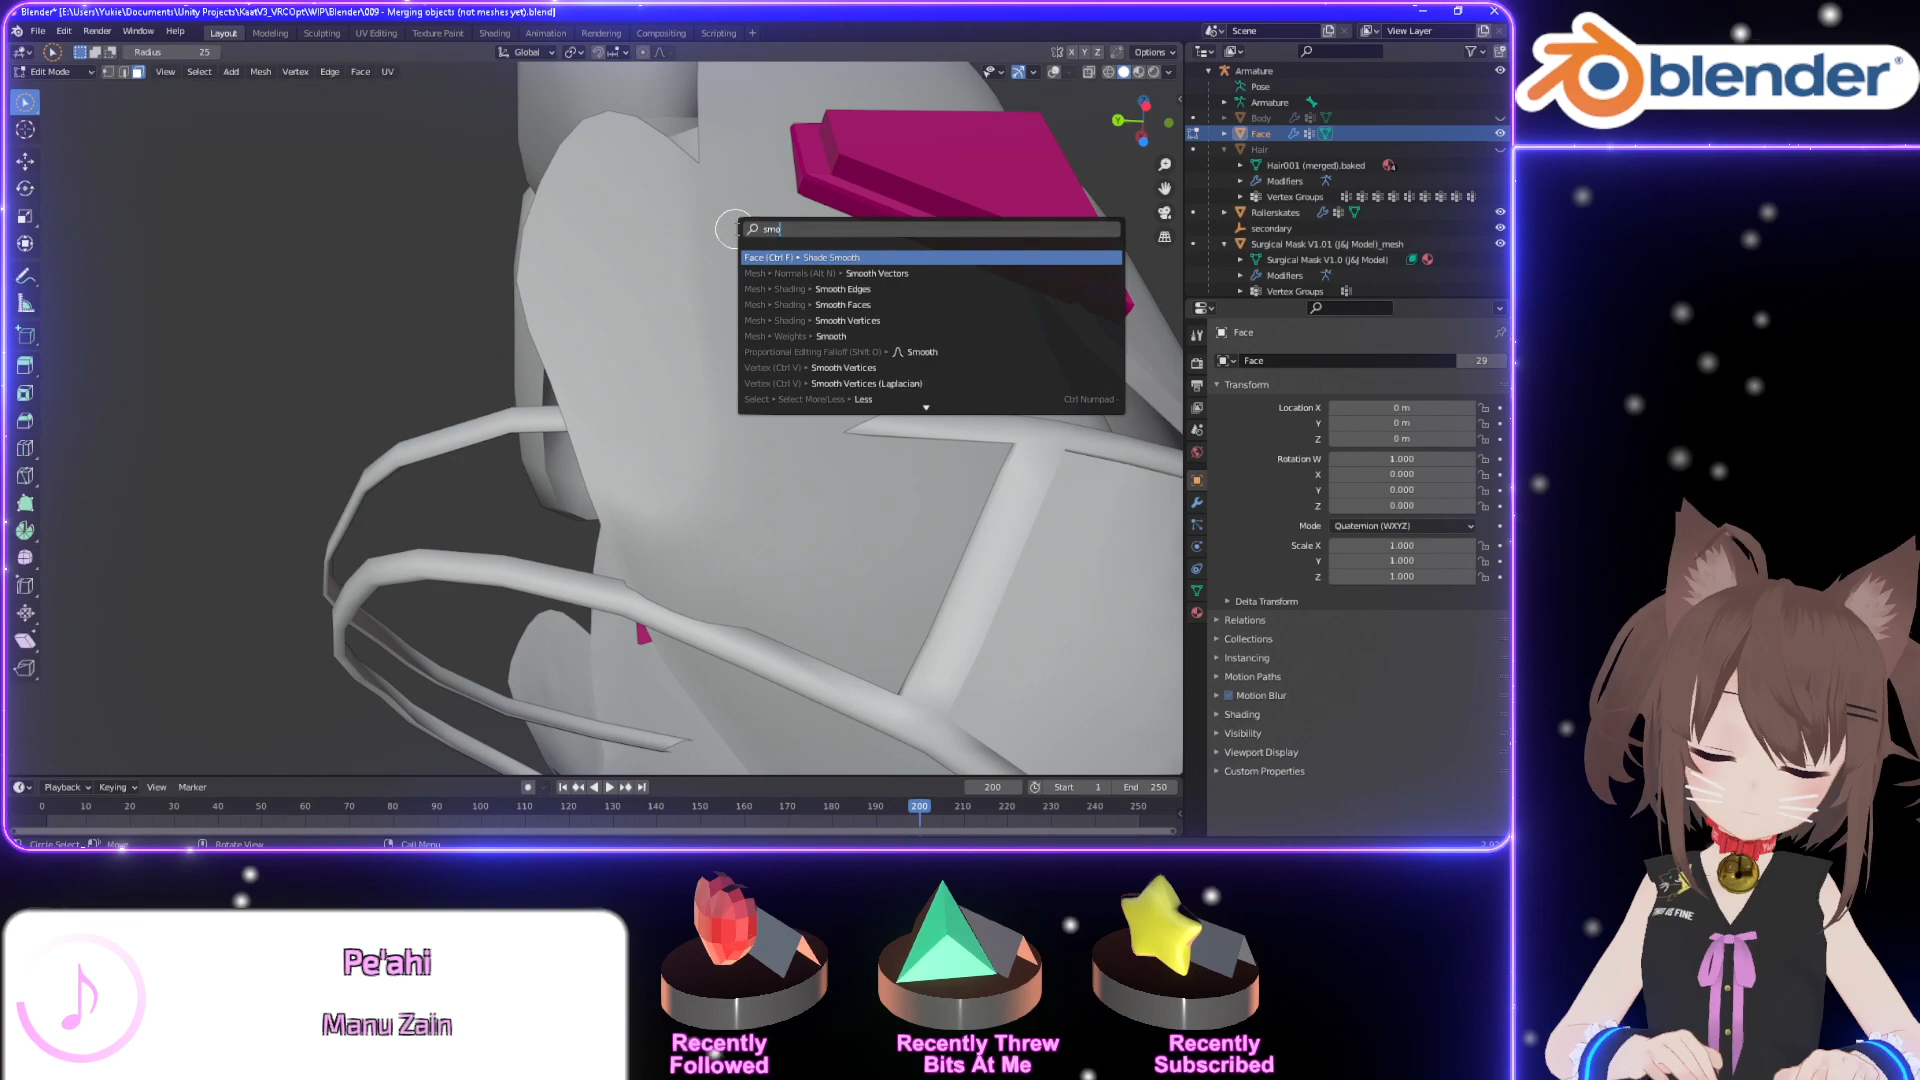 Blender* [E:\Users\Yukie\Documents\Unity Projects\KaatV3_VRCOpt\WIP\Blender\009 - Merging objects (not meshes yet).blend]
File Edit Render Window Help Layout Modeling Sculpting UV Editing Texture Paint Shading Animation Rendering Compositing Scripting +
Scene View Layer
Radius 25 Global X Y Z Options
Edit Mode View Select Add Mesh Vertex Edge Face UV
Armature
Pose
Armature
Body
Face
Hair
Hair001 (merged).baked
Modifiers
Vertex Groups
Rollerskates
secondary
Surgical Mask V1.01 (J&J Model)_mesh
Surgical Mask V1.0 (J&J Model)
Modifiers
Vertex Groups
Y
smo
Face (Ctrl F) ▸ Shade Smooth
Mesh ▸ Normals (Alt N) ▸ Smooth Vectors
Mesh ▸ Shading ▸ Smooth Edges
Mesh ▸ Shading ▸ Smooth Faces
Mesh ▸ Shading ▸ Smooth Vertices
Mesh ▸ Weights ▸ Smooth
Proportional Editing Falloff (Shift O) ▸ Smooth
Vertex (Ctrl V) ▸ Smooth Vertices
Vertex (Ctrl V) ▸ Smooth Vertices (Laplacian)
Select ▸ Select More/Less ▸ Less Ctrl Numpad -
Face
Face 29
Transform
Location X 0 m
Y 0 m
Z 0 m
Rotation W 1.000
X 0.000
Y 0.000
Z 0.000
Mode Quaternion (WXYZ)
Scale X 1.000
Y 1.000
Z 1.000
Delta Transform
Relations
Collections
Instancing
Motion Paths
Motion Blur
Shading
Visibility
Viewport Display
Custom Properties
Playback Keying View Marker 200 Start 1 End 250
0 10 20 30 40 50 60 70 80 90 100 110 120 130 140 150 160 170 180 190 200 210 220 230 240 250
Circle Select Move Rotate View Call Menu
blender
Pe'ahi
Manu Zain
Recently
Followed
Recently Threw
Bits At Me
Recently
Subscribed